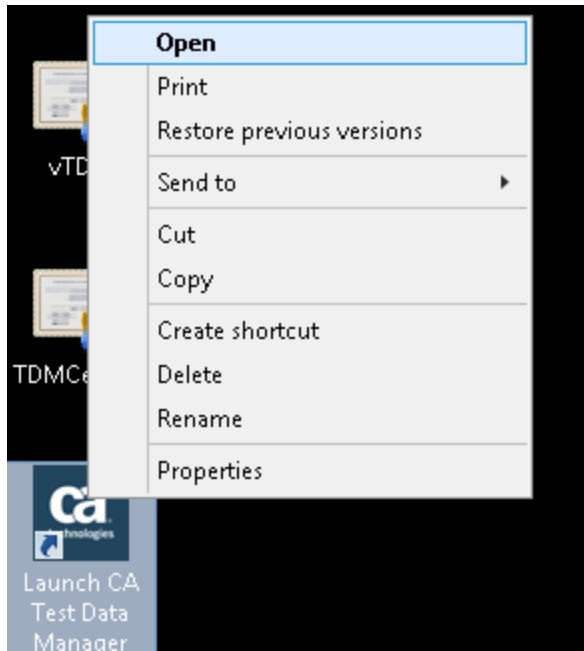 Open
Print
Restore previous versions
Send to
Cut
Copy
Create shortcut
Delete
Rename
Properties
vTD
TDMCe
ca
technologies
Launch CA
Test Data
Manager